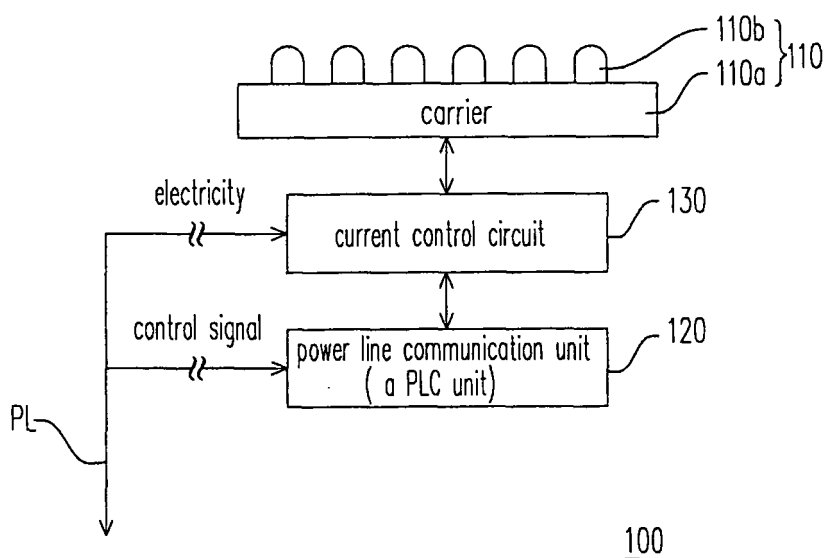 110b
110
110a
carrier
electricity
130
current control circuit
control signal
120
power line communication unit
( a PLC unit)
PL
100